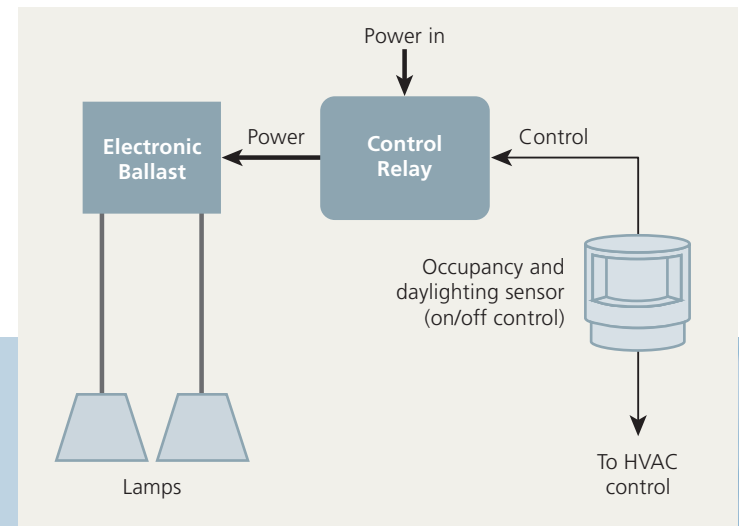 Power in
Electronic
Ballast
Power
Control
Relay
Control
Occupancy and
daylighting sensor
(on/off control)
Lamps
To HVAC
control